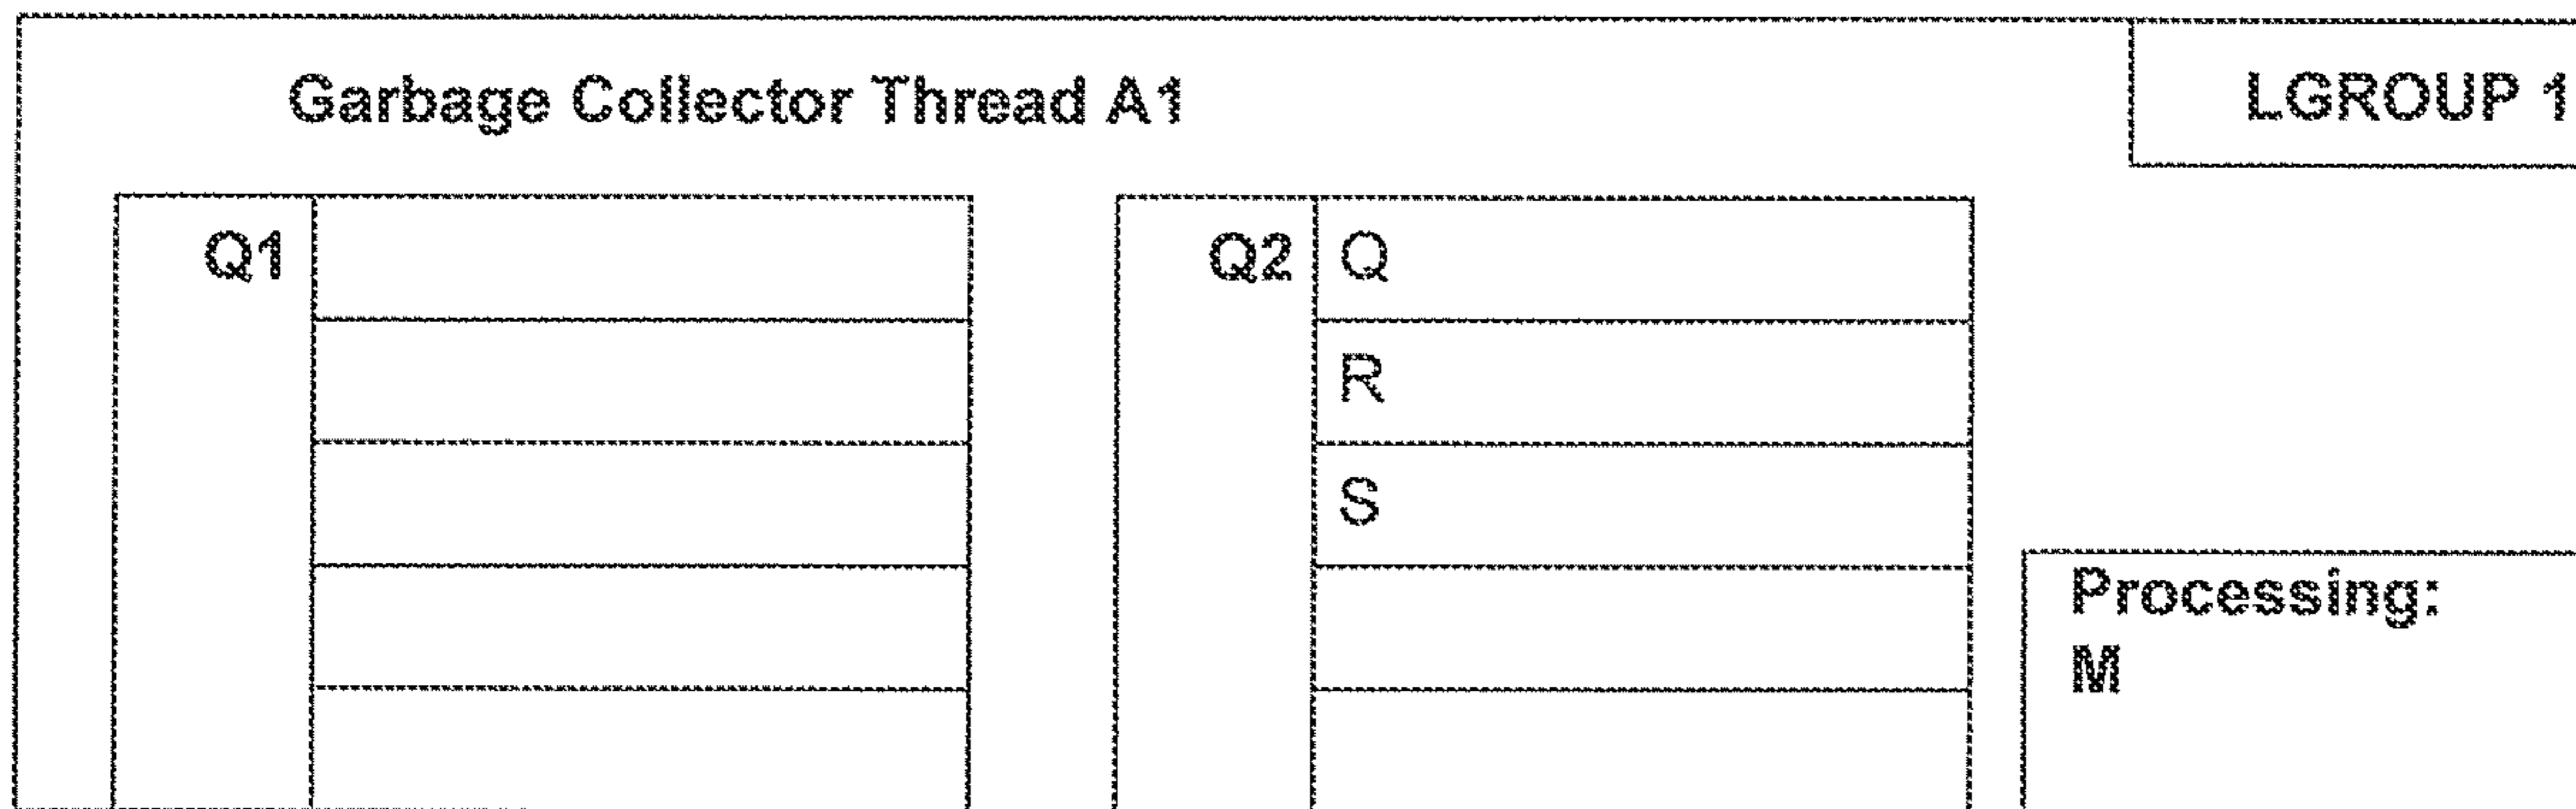 Garbage Collector Thread A1
LGROUP 1
Q1
Q2
Q
R
S
Processing:
M